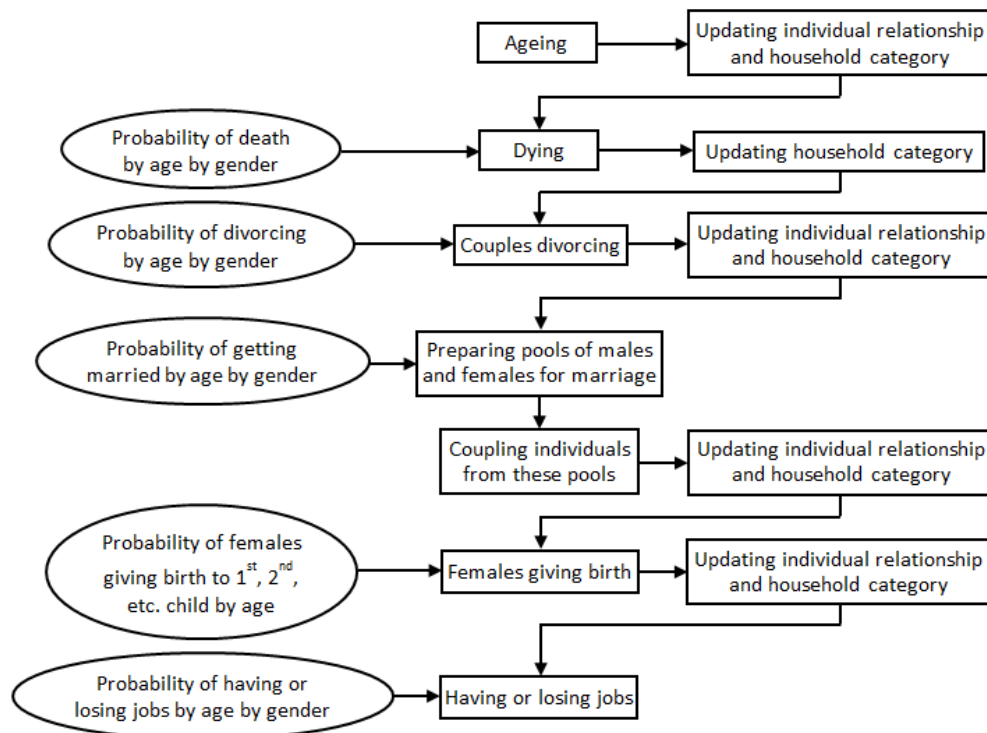 Ageing
Updating individual relationship
and household category
Probability of death
by age by gender
Dying
Updating household category
Probability of divorcing
by age by gender
Couples divorcing
Updating individual relationship
and household category
Probability of getting
married by age by gender
Preparing pools of males
and females for marriage
Coupling individuals
from these pools
Updating individual relationship
and household category
Probability of females
giving birth to 1st, 2nd,
etc. child by age
Females giving birth
Updating individual relationship
and household category
Probability of having or
losing jobs by age by gender
Having or losing jobs